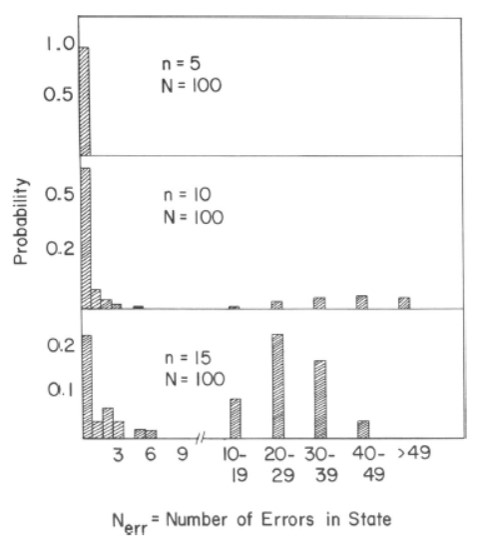 1.0
0.5
n = 5
N = 100
0.5
0.2
n = 10
N = 100
Probability
0.2
0.1
n = 15
N = 100
3 6 9 // 10- 20- 30- 40- >49
19 29 39 49
Nerr = Number of Errors in State